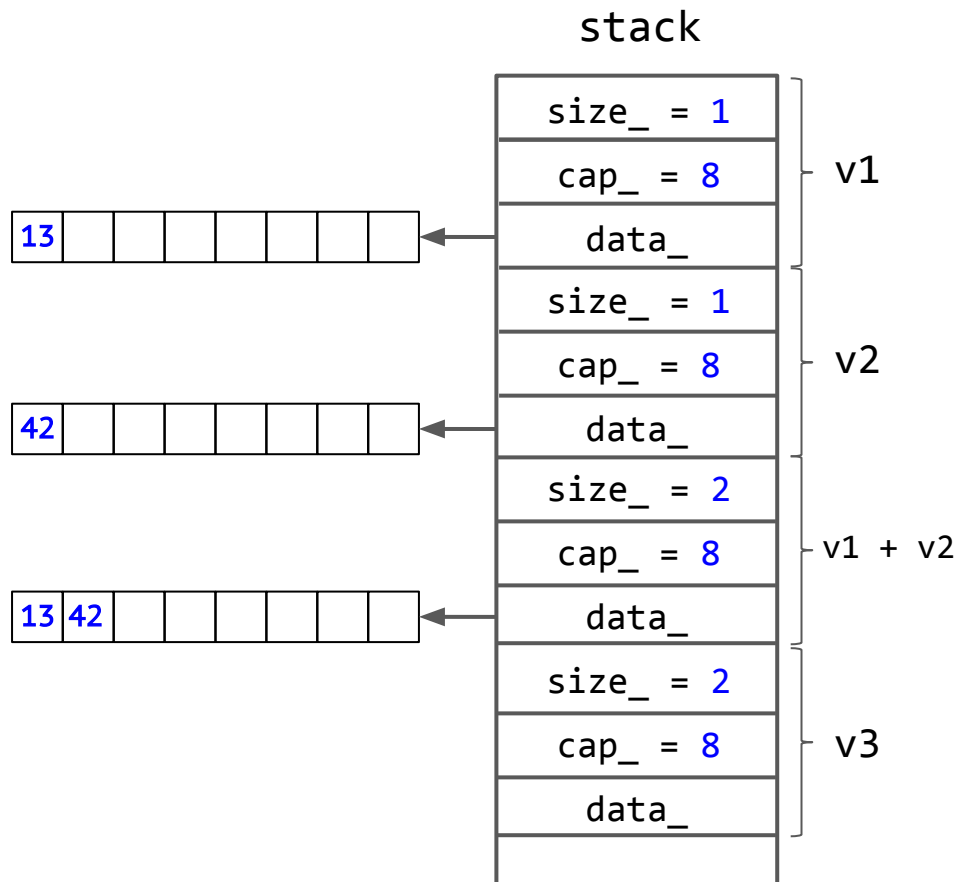 stack
size_ = 1
cap_ = 8
v1
13
data_
size_ = 1
cap_ = 8
v2
42
data_
size_ = 2
cap_ = 8
v1 + v2
13 42
data_
size_ = 2
cap_ = 8
v3
data_